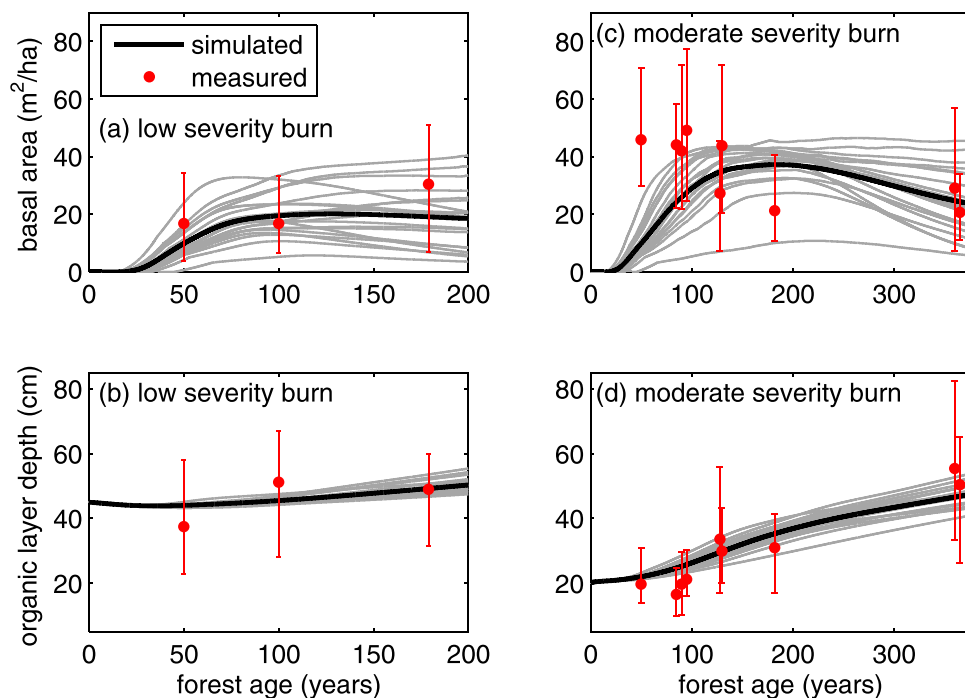 80
60
40
20
0
basal area (m²/ha)
simulated
measured
(a) low severity burn
0 50 100 150 200
80
60
40
20
0
(c) moderate severity burn
0 100 200 300
80
60
40
20
organic layer depth (cm)
(b) low severity burn
0 50 100 150 200
forest age (years)
80
60
40
20
(d) moderate severity burn
0 100 200 300
forest age (years)